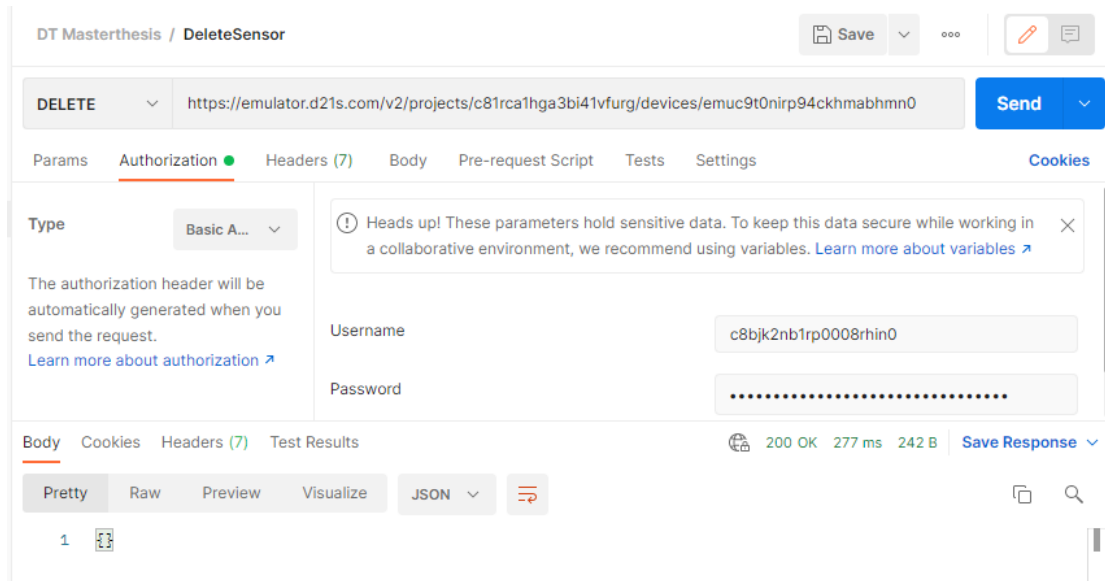 DT Masterthesis / DeleteSensor
Save
DELETE
https://emulator.d21s.com/v2/projects/c81rca1hga3bi41vfurg/devices/emuc9t0nirp94ckhmabhmn0
Send
Params Authorization Headers (7) Body Pre-request Script Tests Settings Cookies
Type
Basic A...
The authorization header will be
automatically generated when you
send the request.
Learn more about authorization ↗
Heads up! These parameters hold sensitive data. To keep this data secure while working in
a collaborative environment, we recommend using variables. Learn more about variables ↗
Username
c8bjk2nb1rp0008rhin0
Password
••••••••••••••••••••••••••••••••
Body Cookies Headers (7) Test Results
200 OK 277 ms 242 B Save Response
Pretty Raw Preview Visualize JSON
1 {}